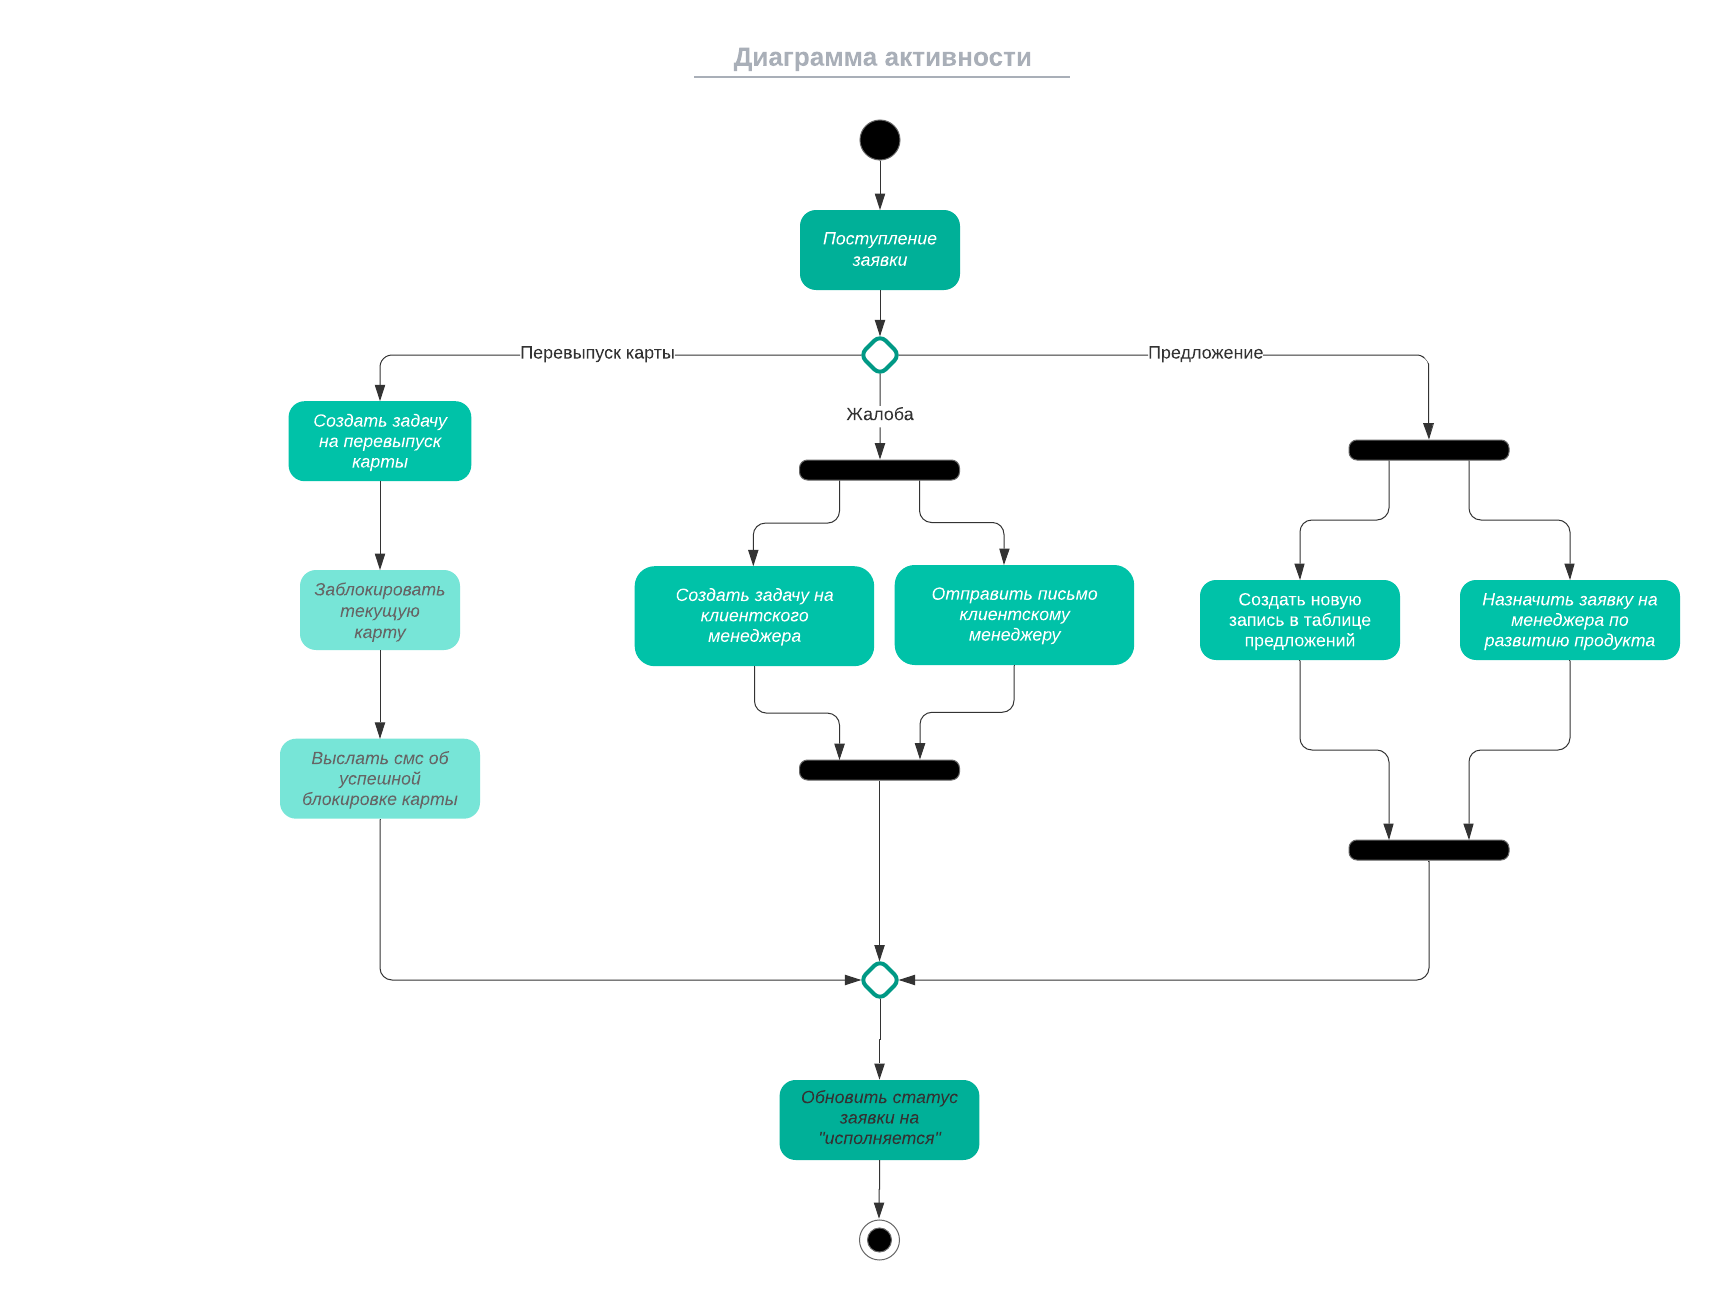 Диаграмма активности
Поступление
заявки
Перевыпуск карты
Предложение
Жалоба
Создать задачу
на перевыпуск
карты
Заблокировать
текущую
карту
Выслать смс об
успешной
блокировке карты
Создать задачу на
клиентского
менеджера
Отправить письмо
клиентскому
менеджеру
Создать новую
запись в таблице
предложений
Назначить заявку на
менеджера по
развитию продукта
Обновить статус
заявки на
"исполняется"